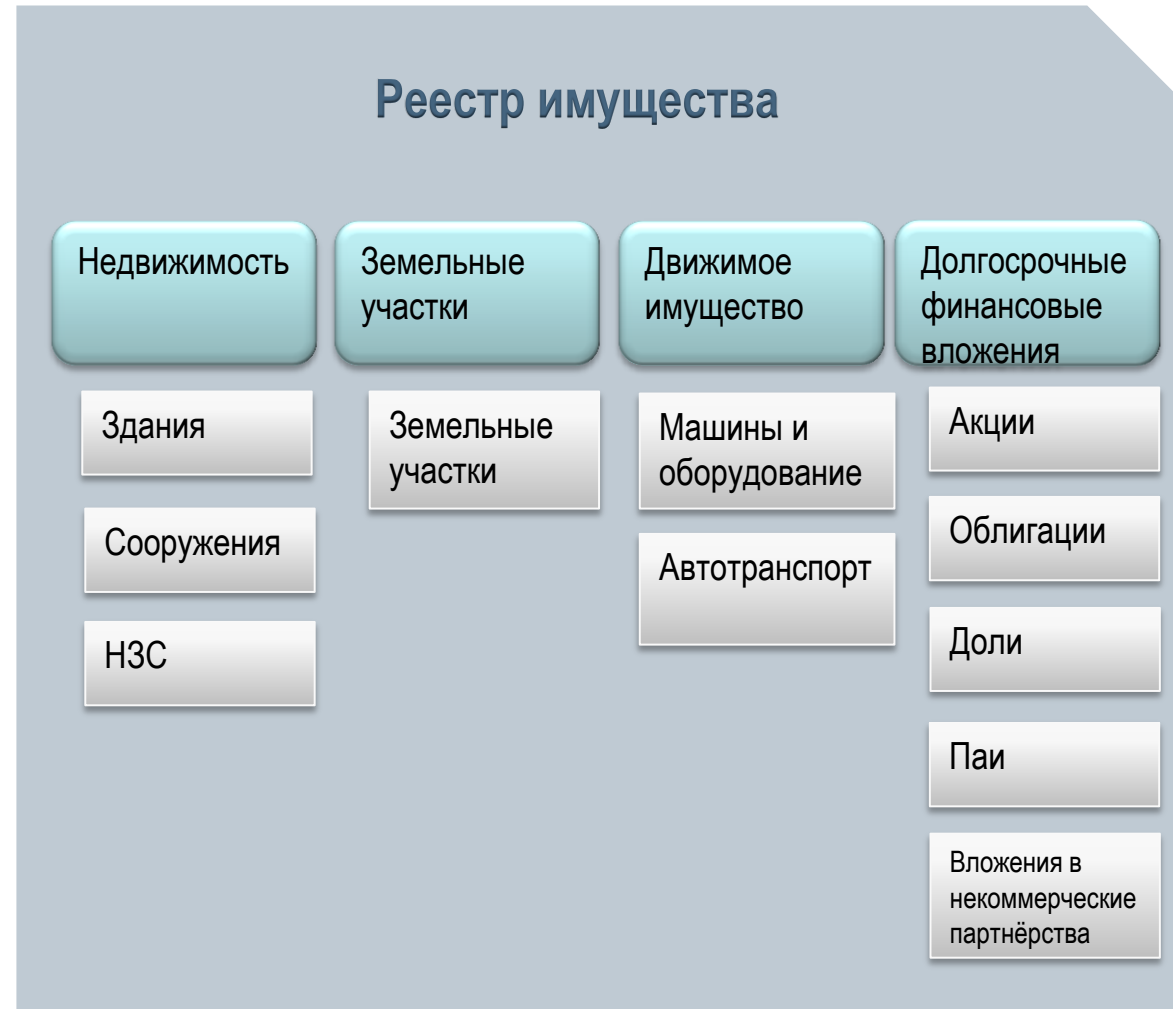 Реестр имущества
Недвижимость
Здания
Сооружения
НЗС
Земельные
участки
Земельные
участки
Движимое
имущество
Машины и
оборудование
Автотранспорт
Долгосрочные
финансовые
вложения
Акции
Облигации
Доли
Паи
Вложения в
некоммерческие
партнёрства